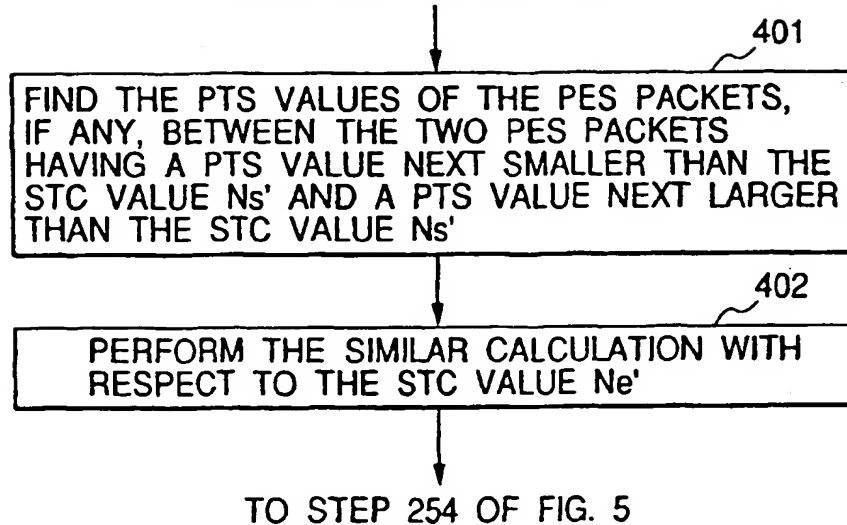 401
FIND THE PTS VALUES OF THE PES PACKETS,
IF ANY, BETWEEN THE TWO PES PACKETS
HAVING A PTS VALUE NEXT SMALLER THAN THE
STC VALUE Ns' AND A PTS VALUE NEXT LARGER
THAN THE STC VALUE Ns'
402
PERFORM THE SIMILAR CALCULATION WITH
RESPECT TO THE STC VALUE Ne'
TO STEP 254 OF FIG. 5